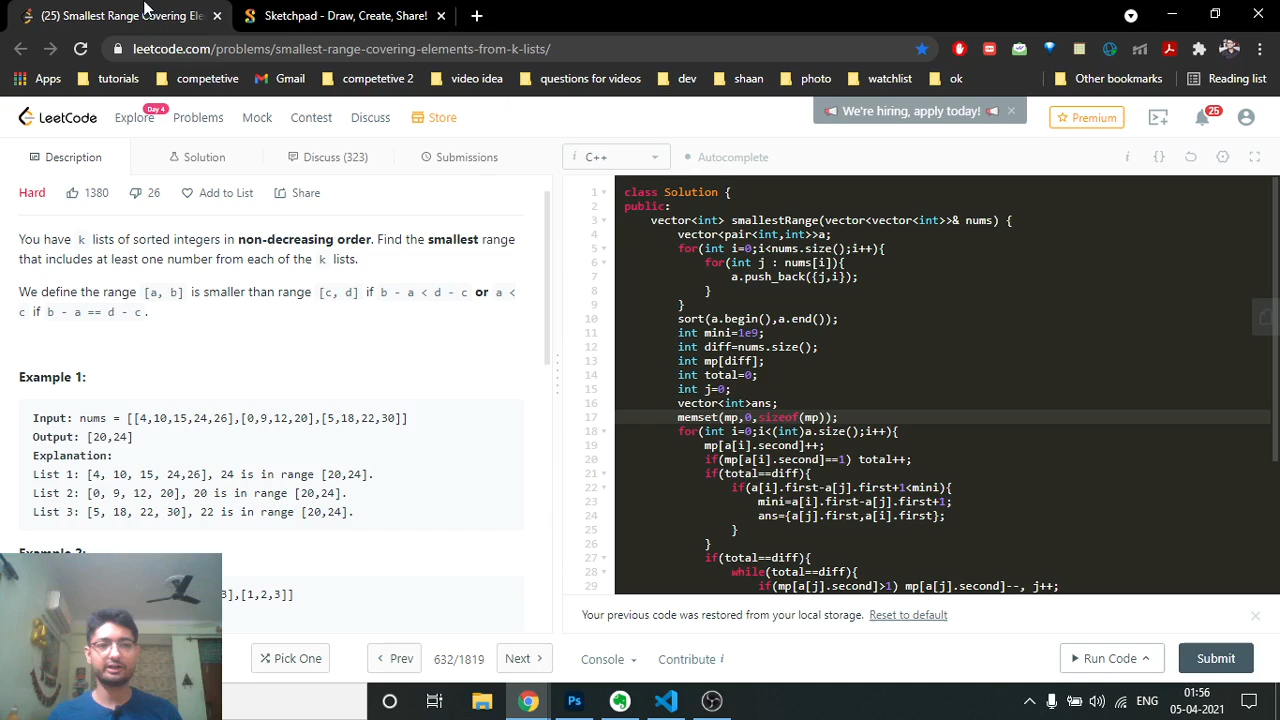 (25) Smallest Range Covering Ele
Sketchpad - Draw, Create, Share!
leetcode.com/problems/smallest-range-covering-elements-from-k-lists/
Apps tutorials competetive Gmail competetive 2 video idea questions for videos dev shaan photo watchlist ok Other bookmarks Reading list
We're hiring, apply today!
LeetCode Explore Day 4 Problems Mock Contest Discuss Store Premium 25
Description Solution Discuss (323) Submissions
i C++ Autocomplete
Hard 1380 26 Add to List Share
You have k lists of sorted integers in non-decreasing order. Find the smallest range
that includes at least one number from each of the k lists.
We define the range [a, b] is smaller than range [c, d] if b - a < d - c or a <
c if b - a == d - c.
Example 1:
Input: nums = [[4,10,15,24,26],[0,9,12,20],[5,18,22,30]]
Output: [20,24]
Explanation:
List 1: [4, 10, 15, 24,26], 24 is in range [20,24].
List 2: [0, 9, 12, 20], 20 is in range [20,24].
List 3: [5, 18, 22, 30], 22 is in range [20,24].
Example 2:
3],[1,2,3]]
1 class Solution {
2 public:
3 vector<int> smallestRange(vector<vector<int>>& nums) {
4 vector<pair<int,int>>a;
5 for(int i=0;i<nums.size();i++){
6 for(int j : nums[i]){
7 a.push_back({j,i});
8 }
9 }
10 sort(a.begin(),a.end());
11 int mini=1e9;
12 int diff=nums.size();
13 int mp[diff];
14 int total=0;
15 int j=0;
16 vector<int>ans;
17 memset(mp,0,sizeof(mp));
18 for(int i=0;i<(int)a.size();i++){
19 mp[a[i].second]++;
20 if(mp[a[i].second]==1) total++;
21 if(total==diff){
22 if(a[i].first-a[j].first+1<mini){
23 mini=a[i].first-a[j].first+1;
24 ans={a[j].first,a[i].first};
25 }
26 }
27 if(total==diff){
28 while(total==diff){
29 if(mp[a[j].second]>1) mp[a[j].second]--, j++;
Your previous code was restored from your local storage. Reset to default
Pick One Prev 632/1819 Next Console Contribute i Run Code Submit
ENG
01:56
05-04-2021